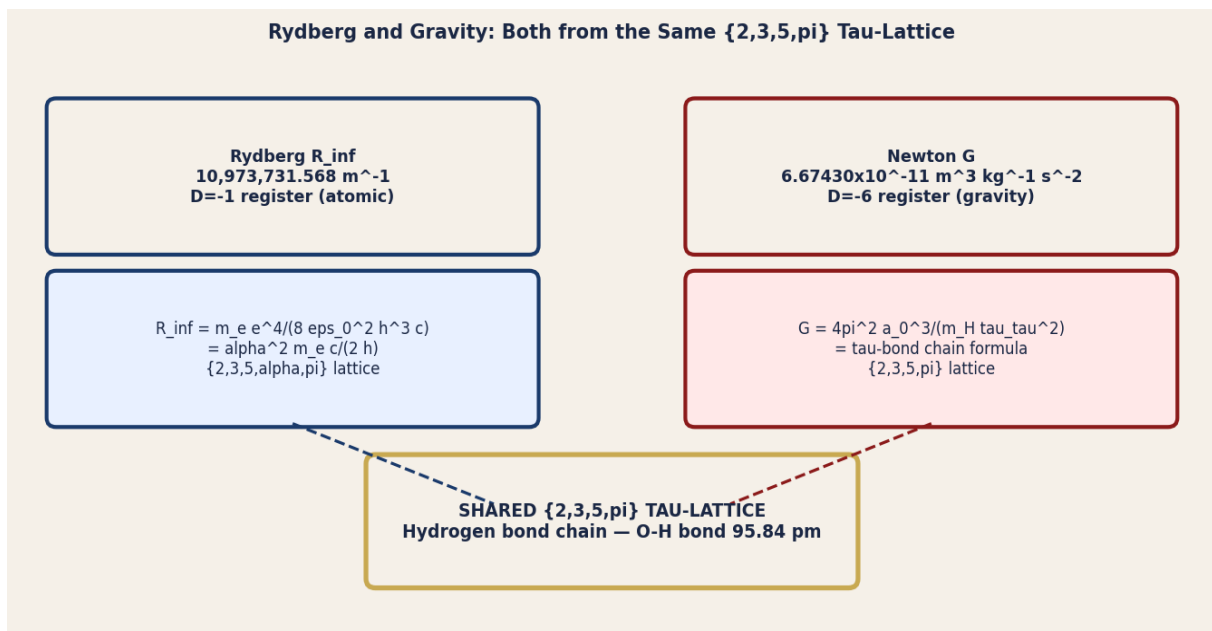 Rydberg and Gravity: Both from the Same {2,3,5,pi} Tau-Lattice
Rydberg R_inf
10,973,731.568 m^-1
D=-1 register (atomic)
Newton G
6.67430x10^-11 m^3 kg^-1 s^-2
D=-6 register (gravity)
R_inf = m_e e^4/(8 eps_0^2 h^3 c)
= alpha^2 m_e c/(2 h)
{2,3,5,alpha,pi} lattice
G = 4pi^2 a_0^3/(m_H tau_tau^2)
= tau-bond chain formula
{2,3,5,pi} lattice
SHARED {2,3,5,pi} TAU-LATTICE
Hydrogen bond chain — O-H bond 95.84 pm